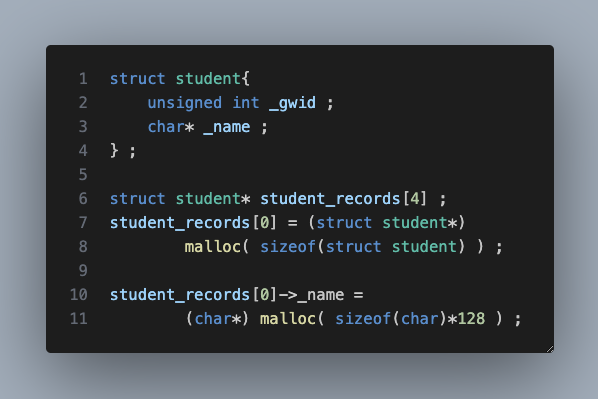 1 struct student{
2 unsigned int _gwid ;
3 char* _name ;
4 } ;
5
6 struct student* student_records[4] ;
7 student_records[0] = (struct student*)
8 malloc( sizeof(struct student) ) ;
9
10 student_records[0]->_name =
11 (char*) malloc( sizeof(char)*128 ) ;